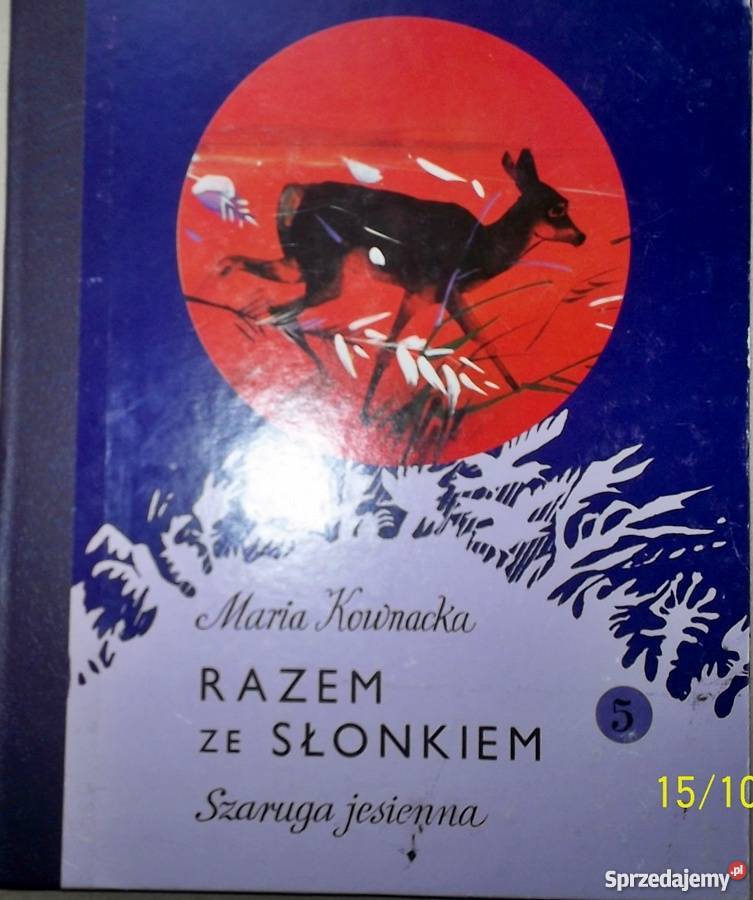 Maria Kownacka
RAZEM
ZE SŁONKIEM
5
Szaruga jesienna
15/10
Sprzedajemy.pl